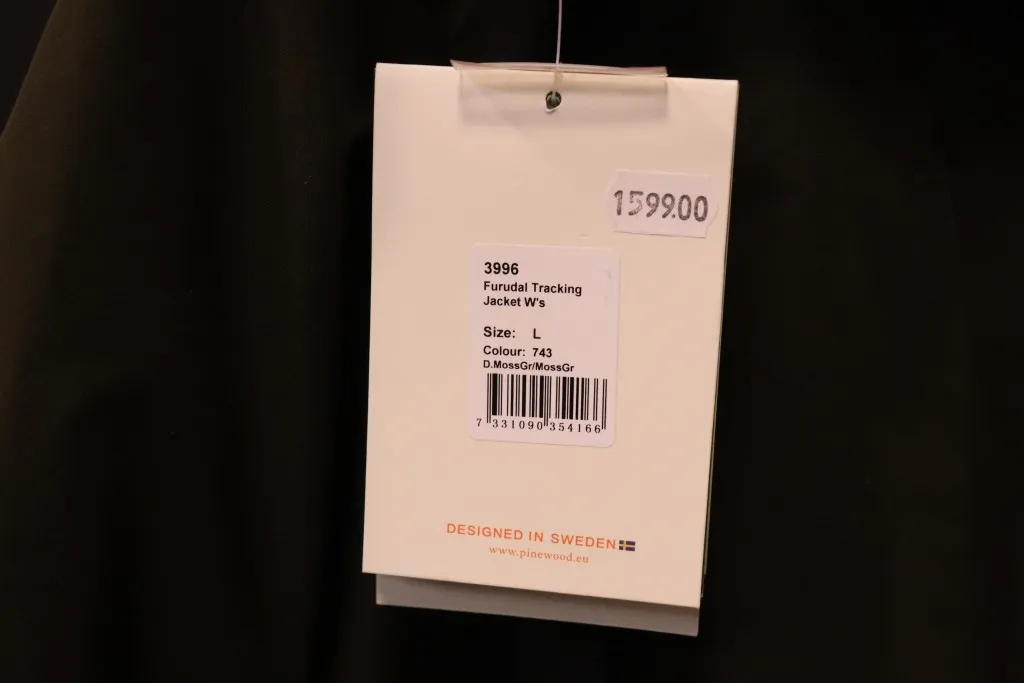 1599.00
3996
Furudal Tracking
Jacket W's
Size: L
Colour: 743
D.MossGr/MossGr
7 331090 354166
DESIGNED IN SWEDEN
www.pinewood.eu